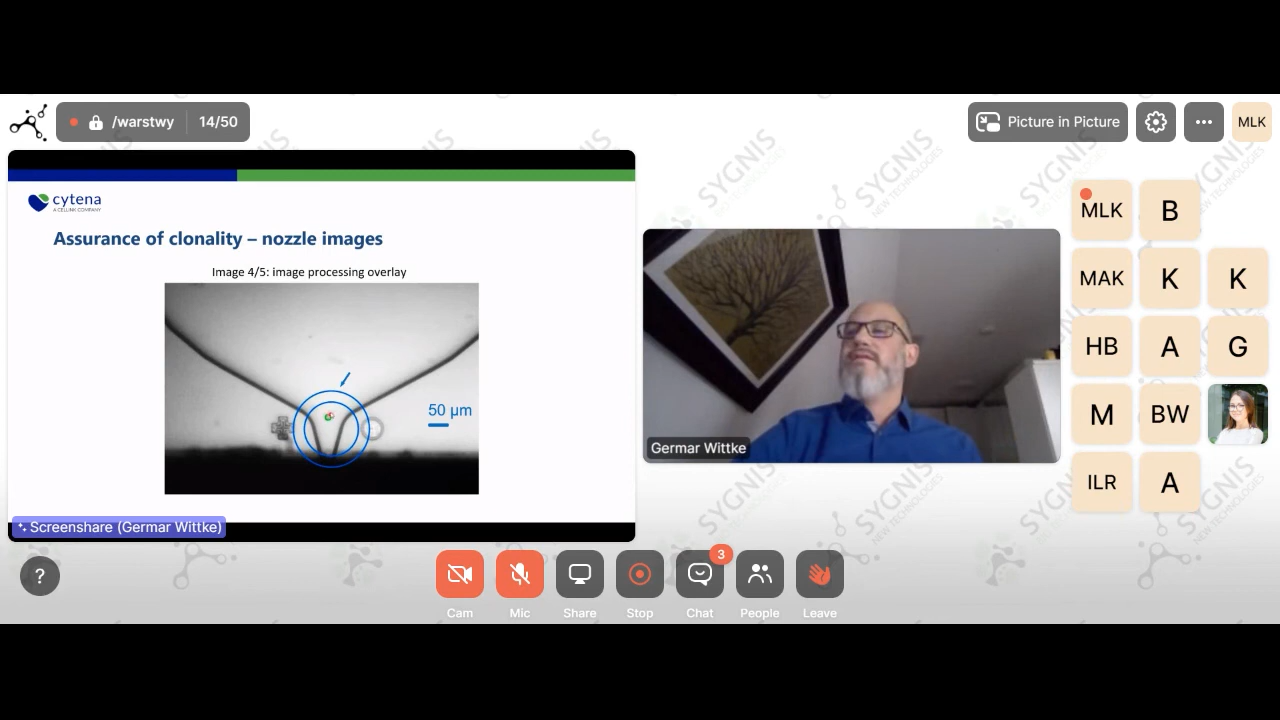 /warstwy
14/50
Picture in Picture
MLK
cytena
A CELLINK COMPANY
Assurance of clonality – nozzle images
Image 4/5: image processing overlay
50 µm
Screenshare (Germar Wittke)
Germar Wittke
MLK
B
MAK
K
K
HB
A
G
M
BW
ILR
A
SYGNIS
NEW TECHNOLOGIES
SYGNIS
?
3
Cam
Mic
Share
Stop
Chat
People
Leave